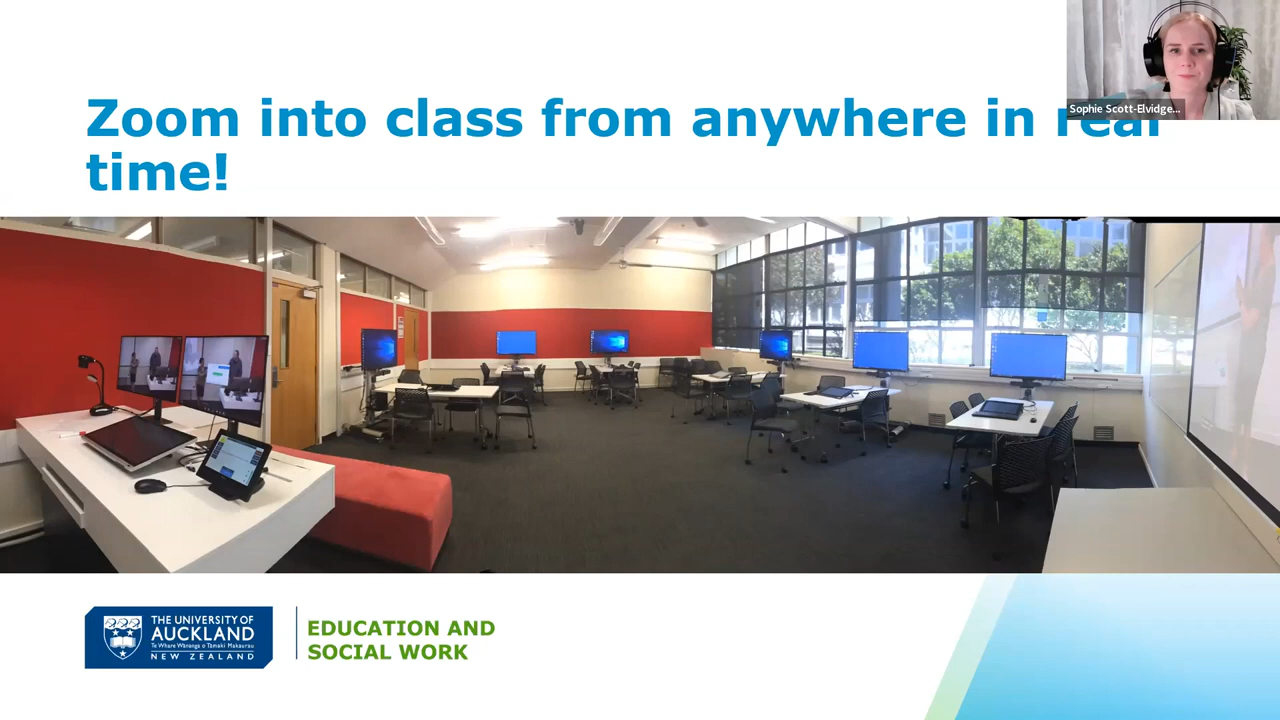 Zoom into class from anywhere in real
time!
Sophie Scott-Elvidge...
THE UNIVERSITY OF
AUCKLAND
Te Whare Wānanga o Tāmaki Makaurau
NEW ZEALAND
EDUCATION AND
SOCIAL WORK